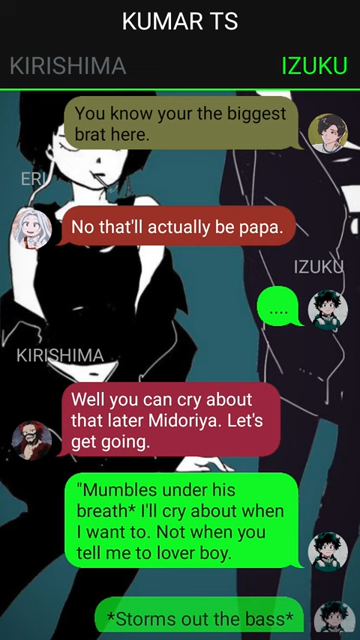 KUMAR TS
KIRISHIMA
IZUKU
You know your the biggest
brat here.
ERI
No that'll actually be papa.
IZUKU
....
KIRISHIMA
Well you can cry about
that later Midoriya. Let's
get going.
"Mumbles under his
breath* I'll cry about when
I want to. Not when you
tell me to lover boy.
*Storms out the bass*